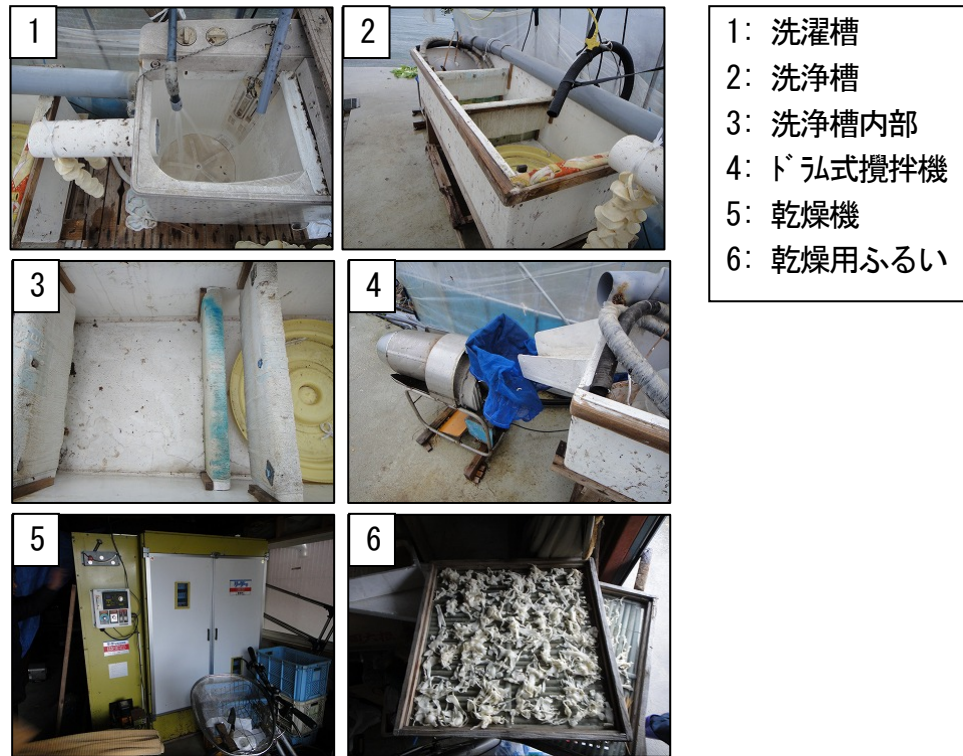 1
2
3
4
5
6
1: 洗濯槽
2: 洗浄槽
3: 洗浄槽内部
4: ﾄﾞﾗﾑ式攪拌機
5: 乾燥機
6: 乾燥用ふるい